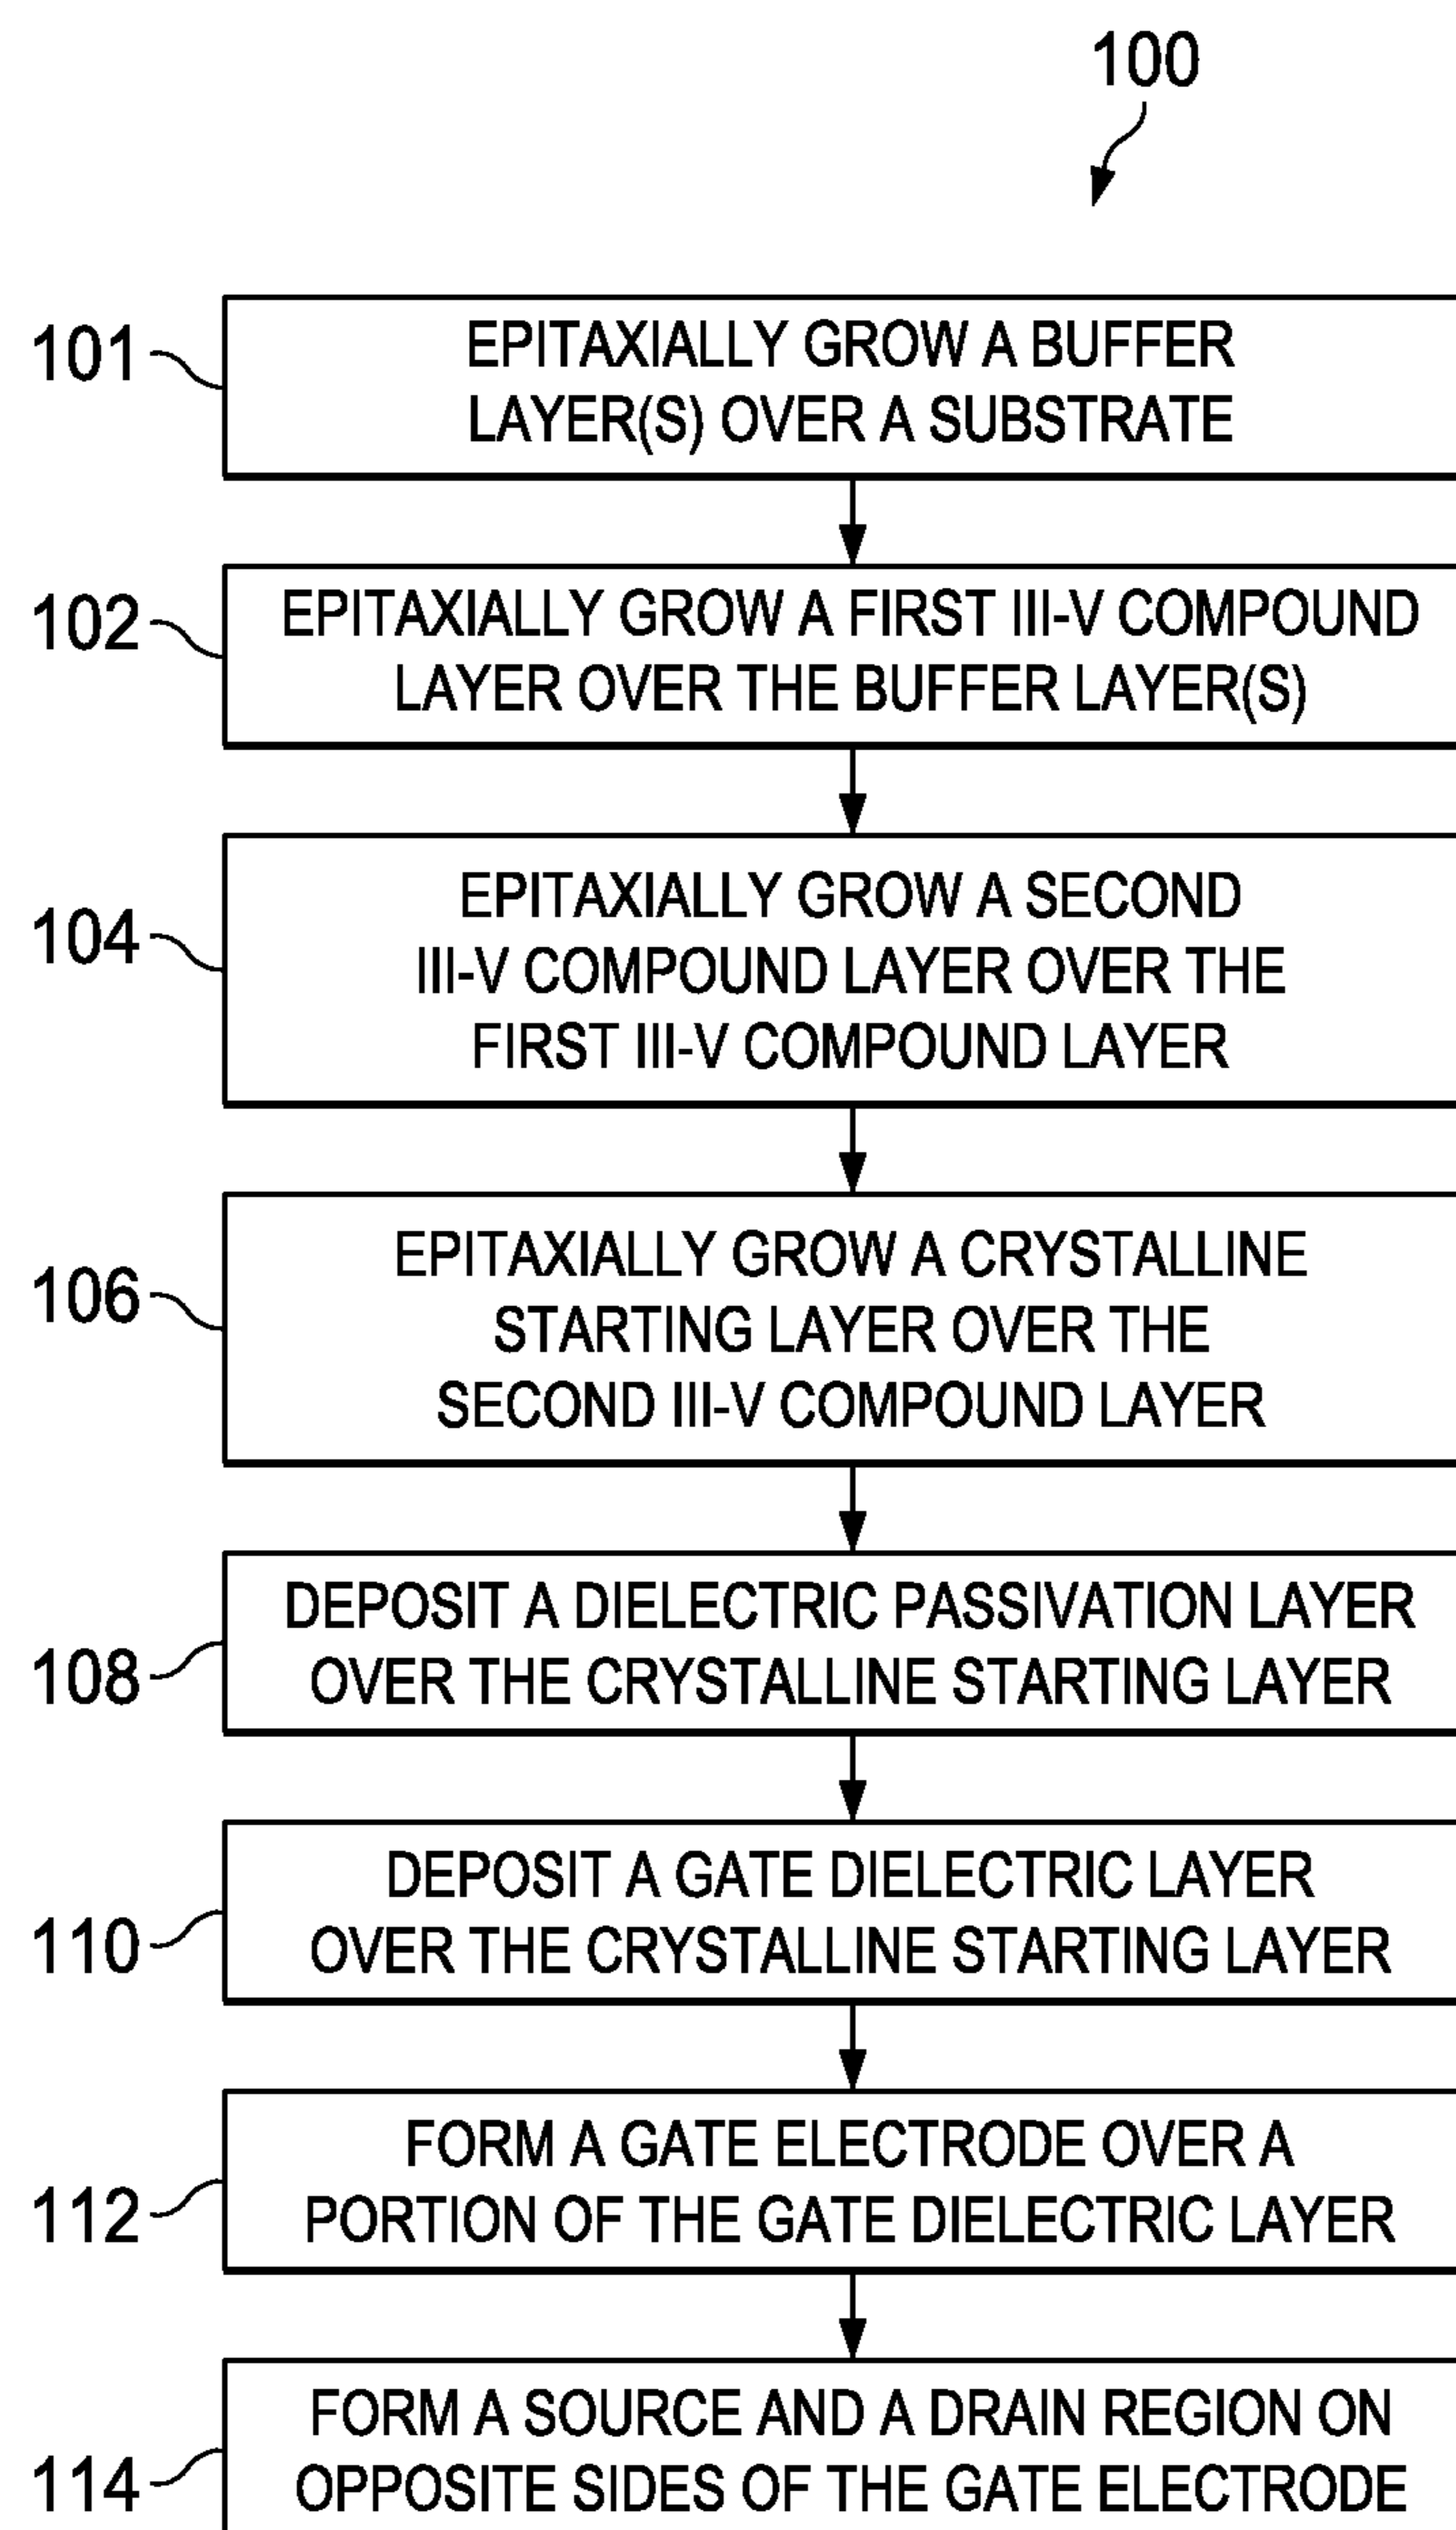 100
101
EPITAXIALLY GROW A BUFFER
LAYER(S) OVER A SUBSTRATE
102
EPITAXIALLY GROW A FIRST III-V COMPOUND
LAYER OVER THE BUFFER LAYER(S)
104
EPITAXIALLY GROW A SECOND
III-V COMPOUND LAYER OVER THE
FIRST III-V COMPOUND LAYER
106
EPITAXIALLY GROW A CRYSTALLINE
STARTING LAYER OVER THE
SECOND III-V COMPOUND LAYER
108
DEPOSIT A DIELECTRIC PASSIVATION LAYER
OVER THE CRYSTALLINE STARTING LAYER
110
DEPOSIT A GATE DIELECTRIC LAYER
OVER THE CRYSTALLINE STARTING LAYER
112
FORM A GATE ELECTRODE OVER A
PORTION OF THE GATE DIELECTRIC LAYER
114
FORM A SOURCE AND A DRAIN REGION ON
OPPOSITE SIDES OF THE GATE ELECTRODE